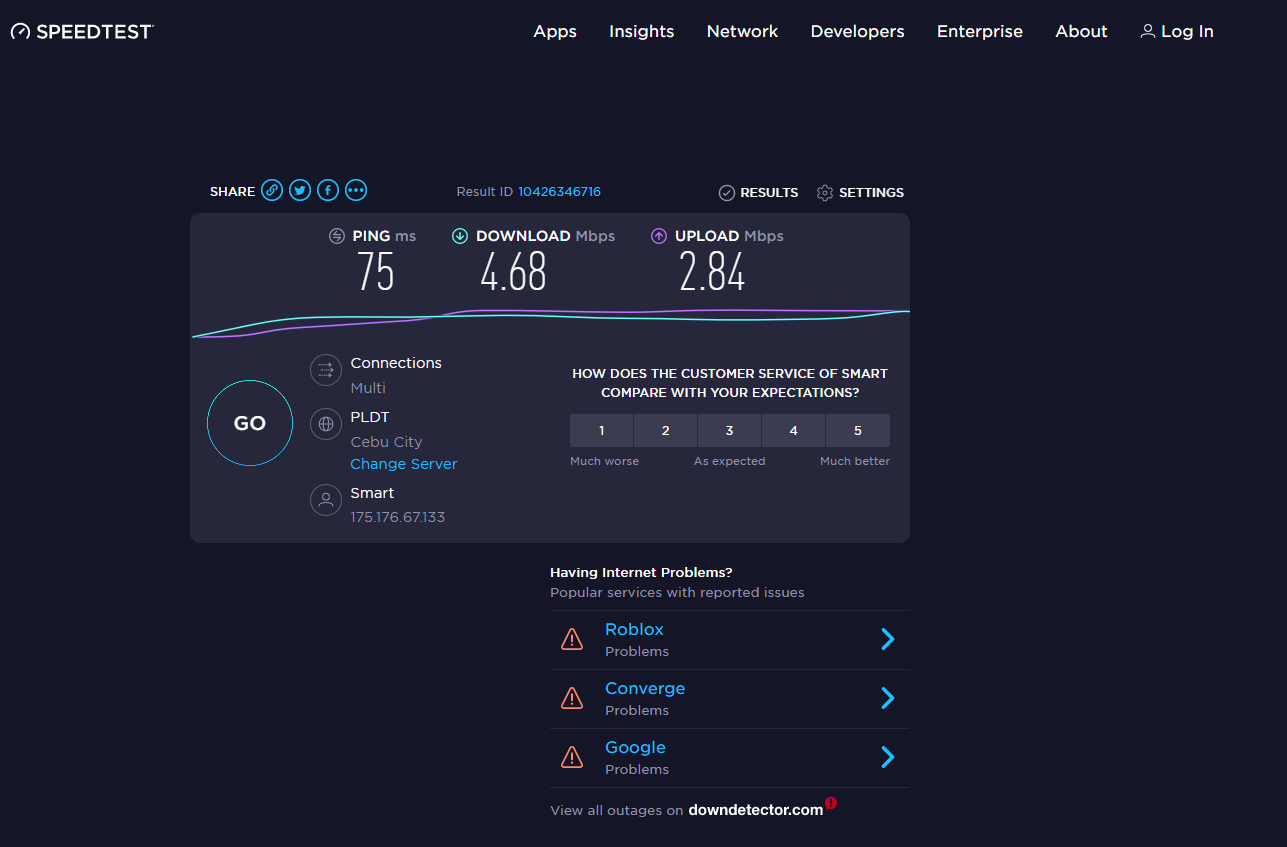 SPEEDTEST
Apps Insights Network Developers Enterprise About Log In
SHARE Result ID 10426346716 RESULTS SETTINGS
PING ms DOWNLOAD Mbps UPLOAD Mbps
75 4.68 2.84
GO
Connections
Multi
PLDT
Cebu City
Change Server
Smart
175.176.67.133
HOW DOES THE CUSTOMER SERVICE OF SMART
COMPARE WITH YOUR EXPECTATIONS?
1 2 3 4 5
Much worse As expected Much better
Having Internet Problems?
Popular services with reported issues
Roblox
Problems
Converge
Problems
Google
Problems
View all outages on downdetector.com